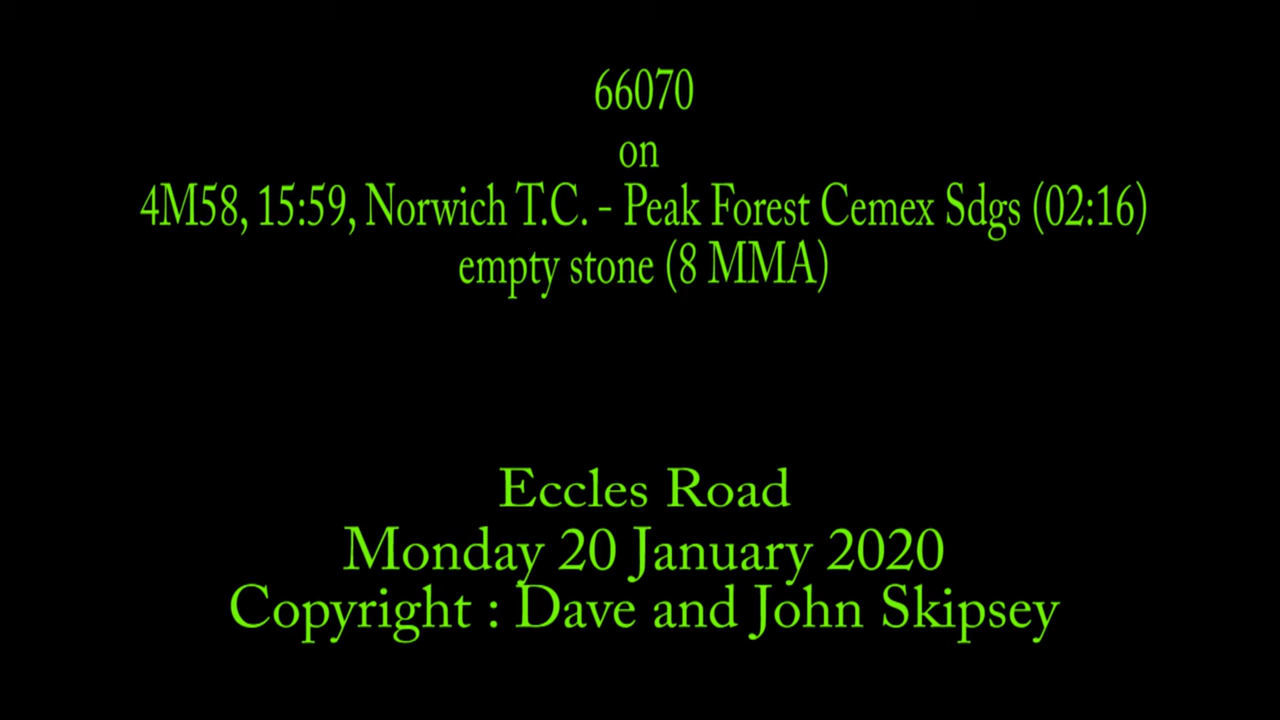 66070
on
4M58, 15:59, Norwich T.C. - Peak Forest Cemex Sdgs (02:16)
empty stone (8 MMA)
Eccles Road
Monday 20 January 2020
Copyright : Dave and John Skipsey